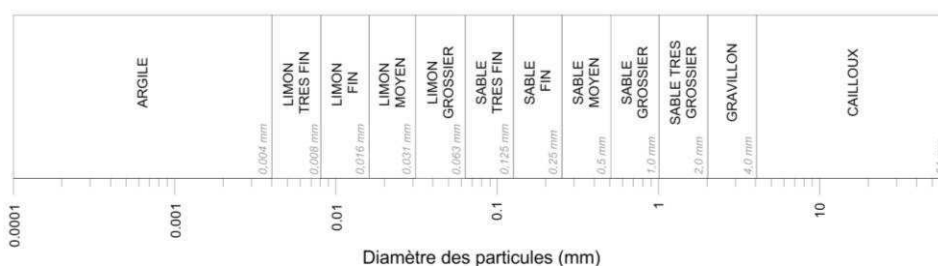 ARGILE
LIMON
TRES FIN
LIMON
FIN
LIMON
MOYEN
LIMON
GROSSIER
SABLE
TRES FIN
SABLE
FIN
SABLE
MOYEN
SABLE
GROSSIER
SABLE TRES
GROSSIER
GRAVILLON
CAILLOUX
0,004 mm
0,008 mm
0,016 mm
0,031 mm
0,063 mm
0,125 mm
0,25 mm
0,5 mm
1,0 mm
2,0 mm
4,0 mm
0.0001
0.001
0.01
0.1
1
10
Diamètre des particules (mm)